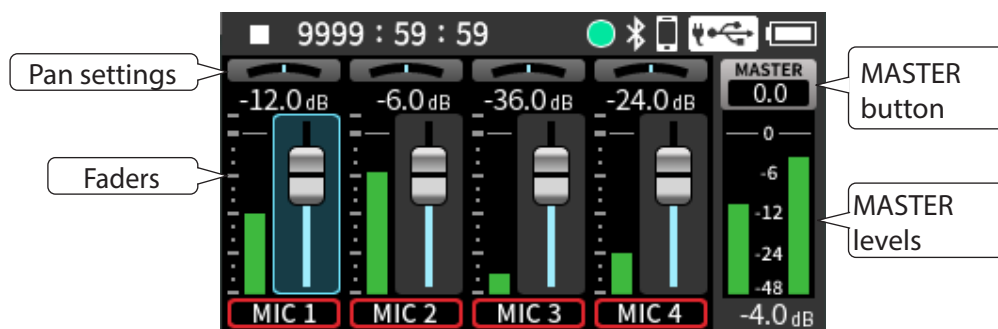 9999 : 59 : 59
Pan settings
MASTER
0.0
MASTER
button
-12.0 dB
-6.0 dB
-36.0 dB
-24.0 dB
Faders
0
-6
-12
-24
-48
MASTER
levels
MIC 1
MIC 2
MIC 3
MIC 4
-4.0 dB